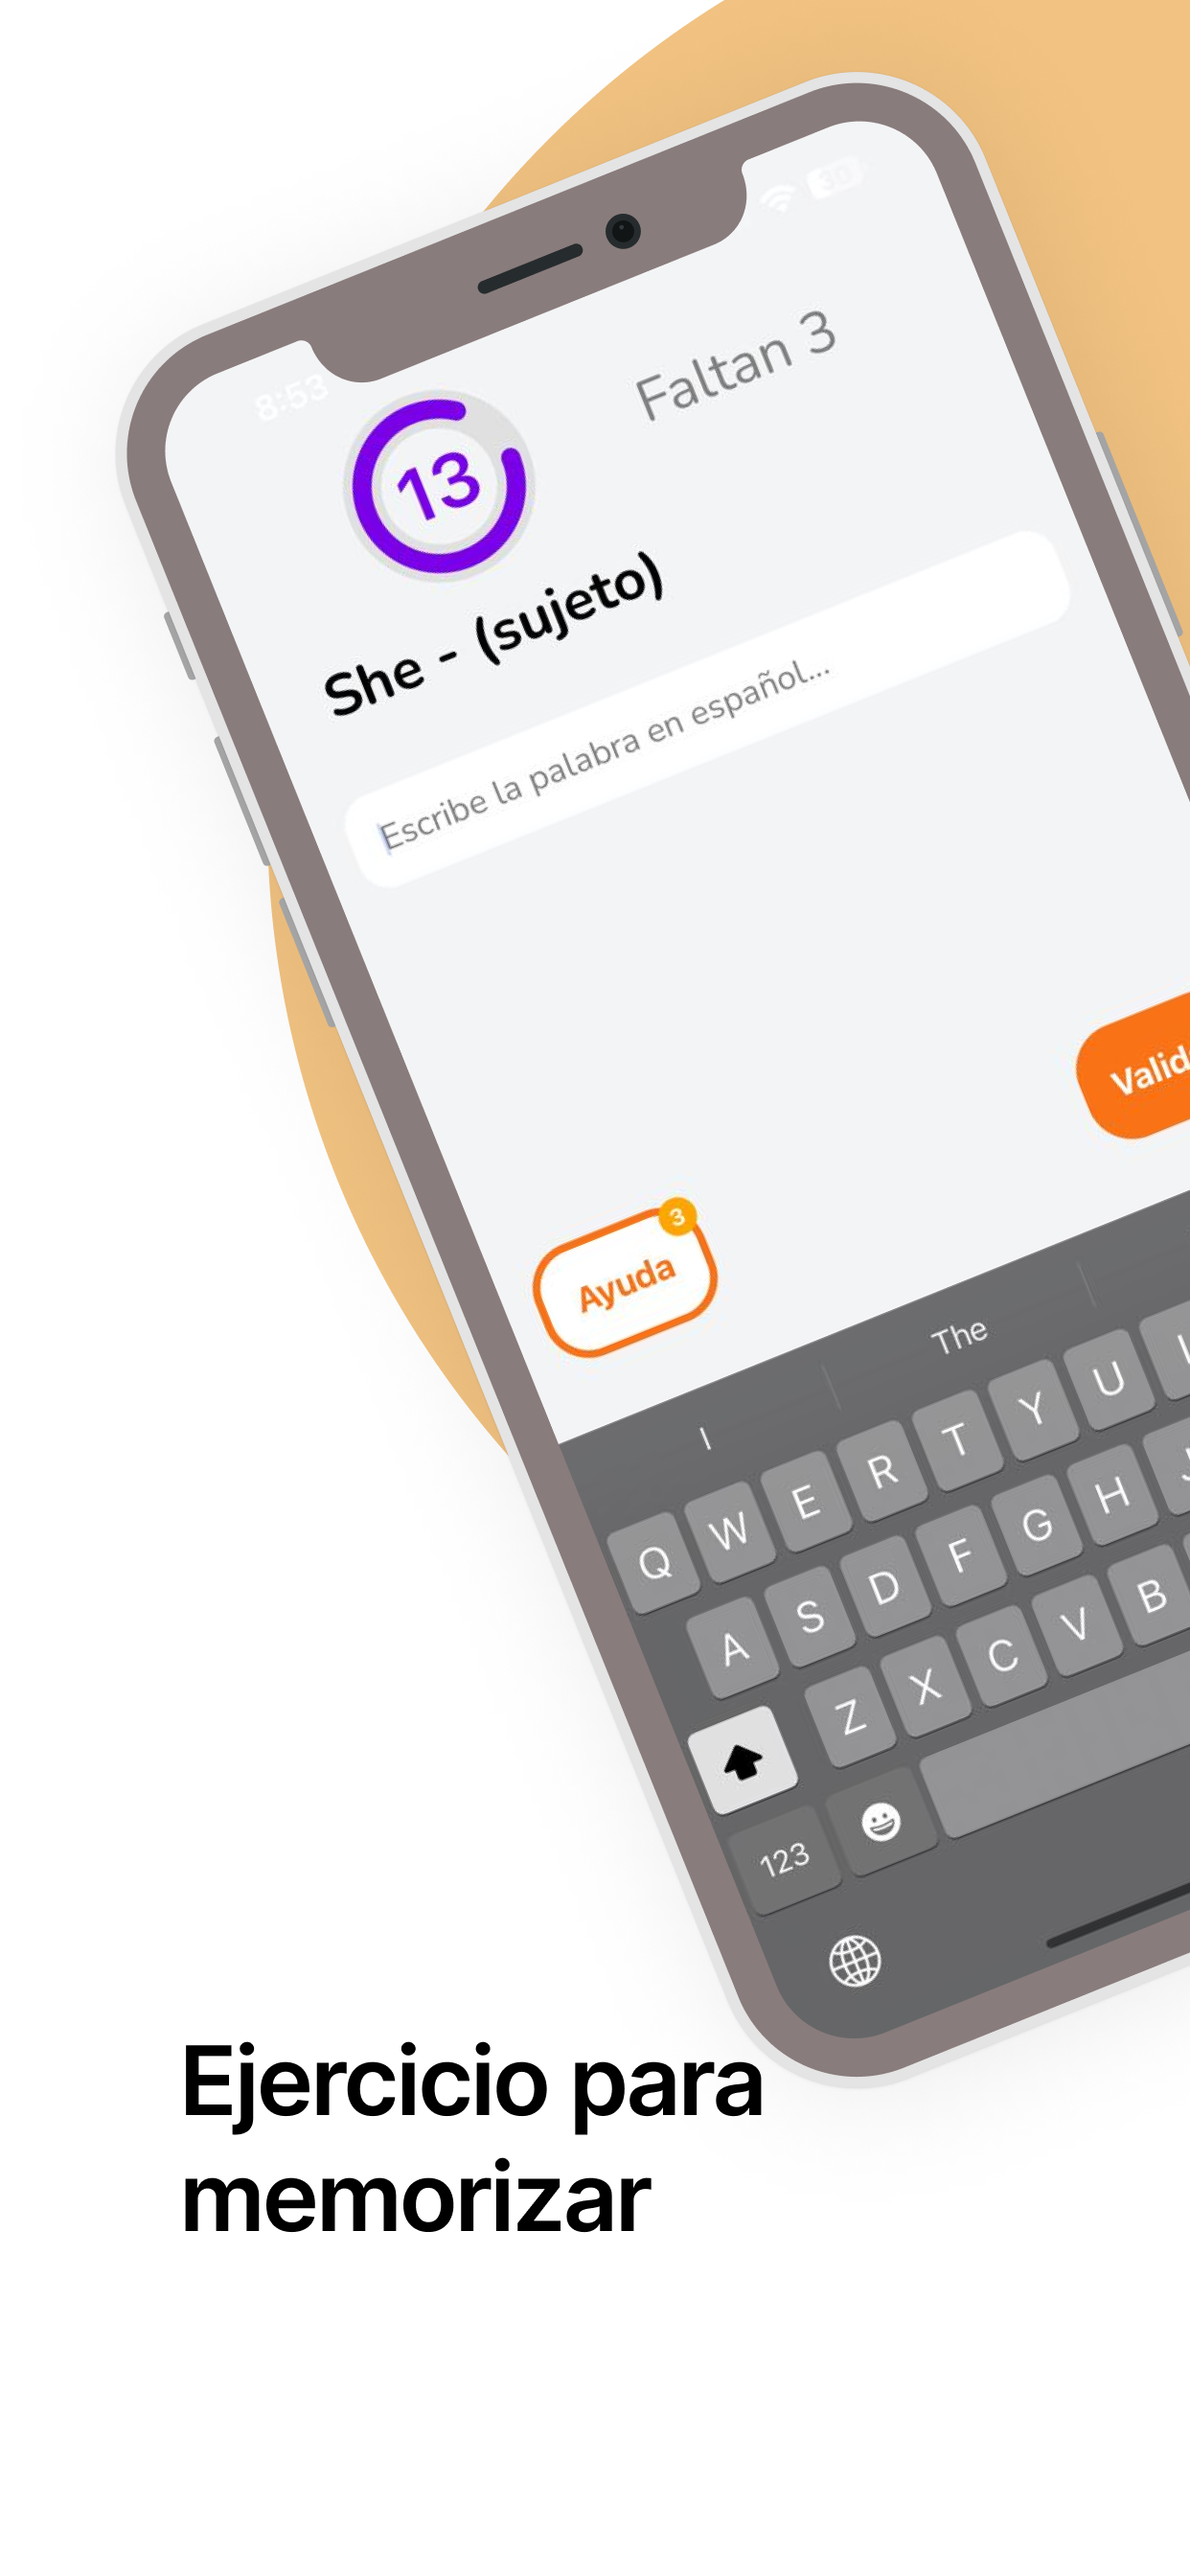 8:53
30
13
Faltan 3
She - (sujeto)
Escribe la palabra en español...
Valid
Ayuda
3
I
The
Q W E R T Y U I
A S D F G H J
Z X C V B
123
Ejercicio para
memorizar